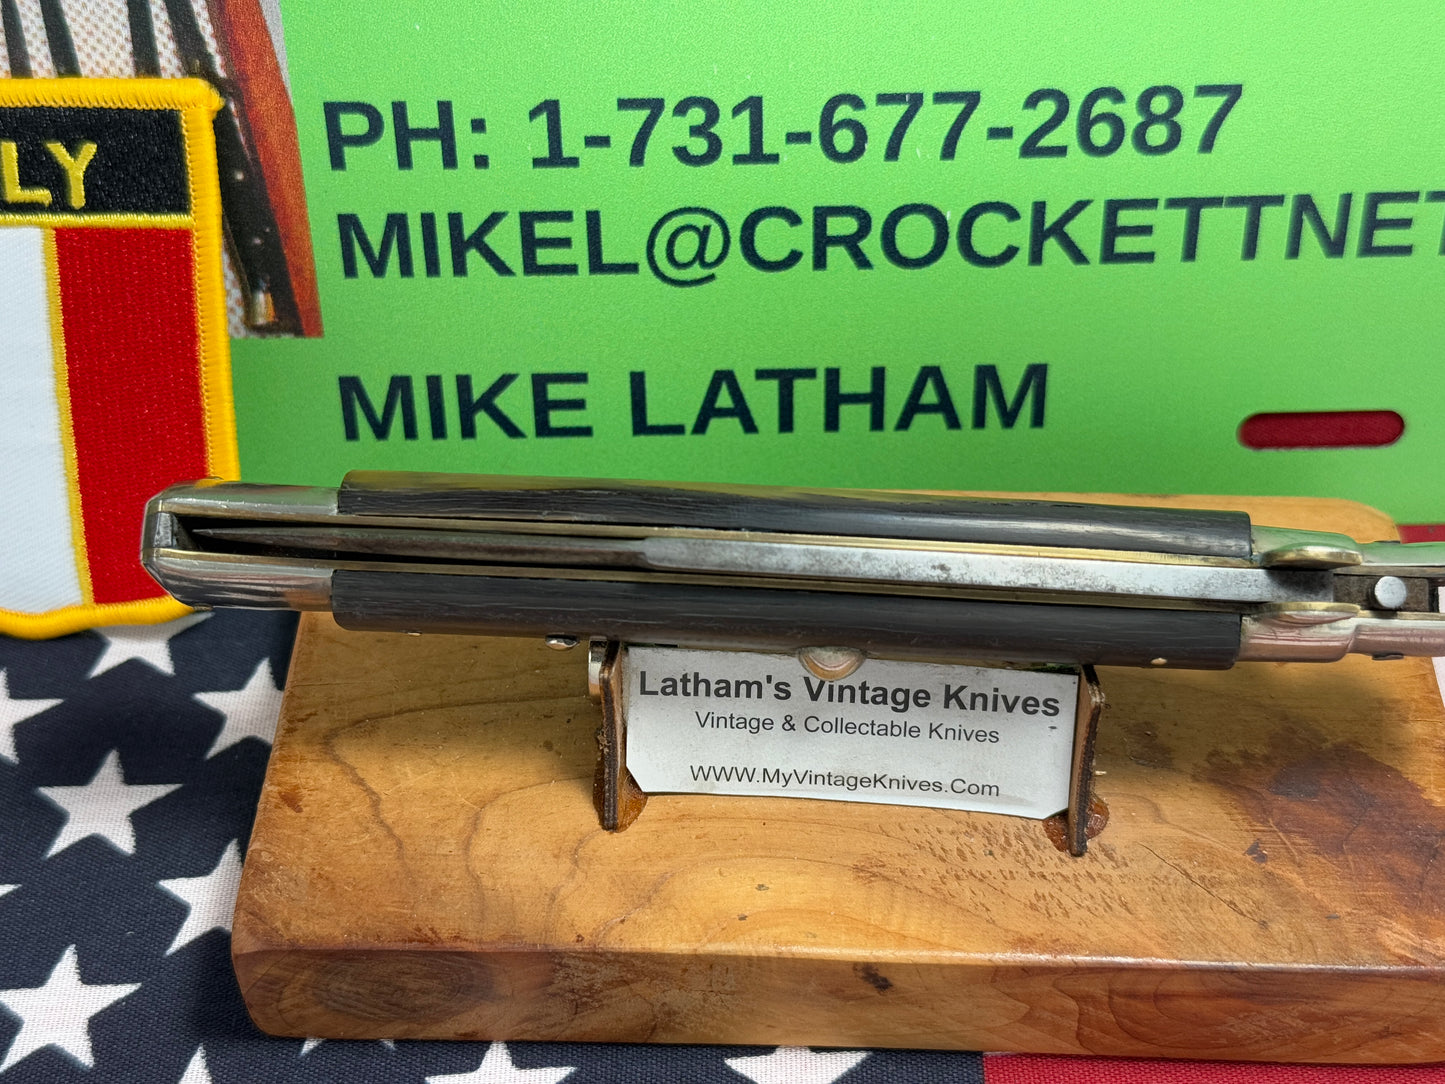 LY
PH: 1-731-677-2687
MIKEL@CROCKETTNET
MIKE LATHAM
Latham's Vintage Knives
Vintage & Collectable Knives
WWW.MyVintageKnives.Com